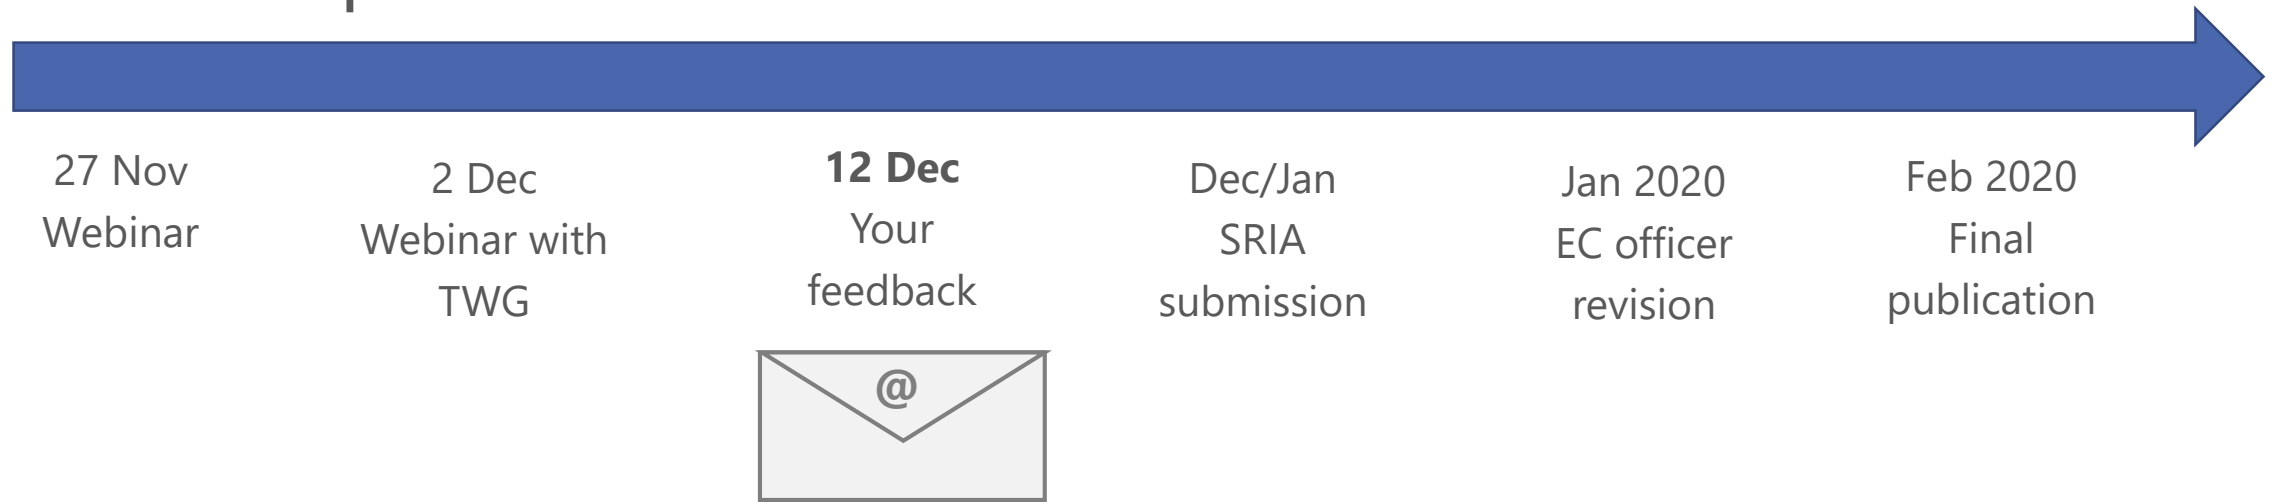 27 Nov
Webinar
2 Dec
Webinar with
TWG
12 Dec
Your
feedback
@
Dec/Jan
SRIA
submission
Jan 2020
EC officer
revision
Feb 2020
Final
publication